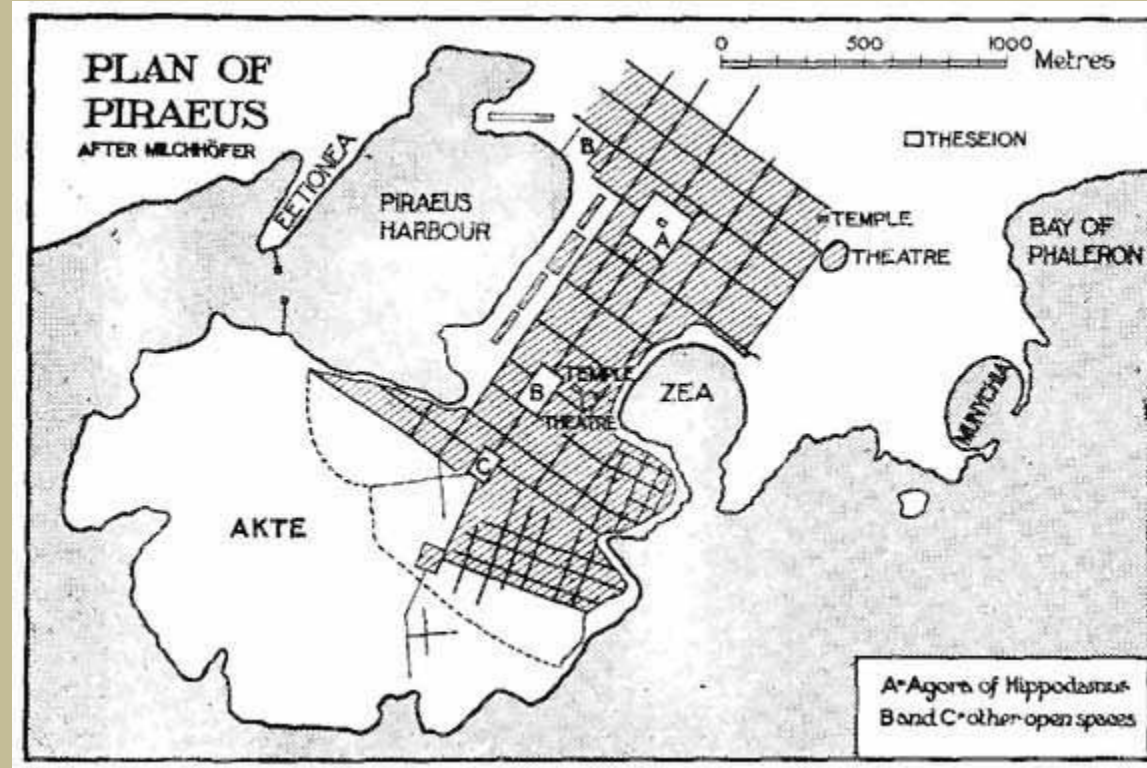 PLAN OF
PIRAEUS
AFTER MILCHHÖFER
0 500 1000 Metres
EETIONEA
PIRAEUS
HARBOUR
B
A
THESEION
TEMPLE
THEATRE
BAY OF
PHALERON
B
TEMPLE
THEATRE
ZEA
MUNYCHIA
C
AKTE
A=Agora of Hippodamus
B and C=other open spaces